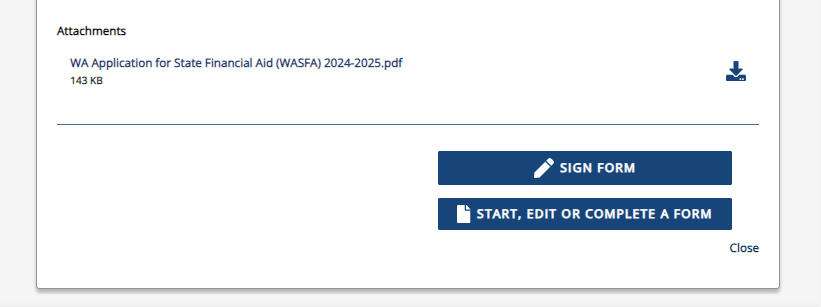 Attachments
WA Application for State Financial Aid (WASFA) 2024-2025.pdf
143 KB
SIGN FORM
START, EDIT OR COMPLETE A FORM
Close